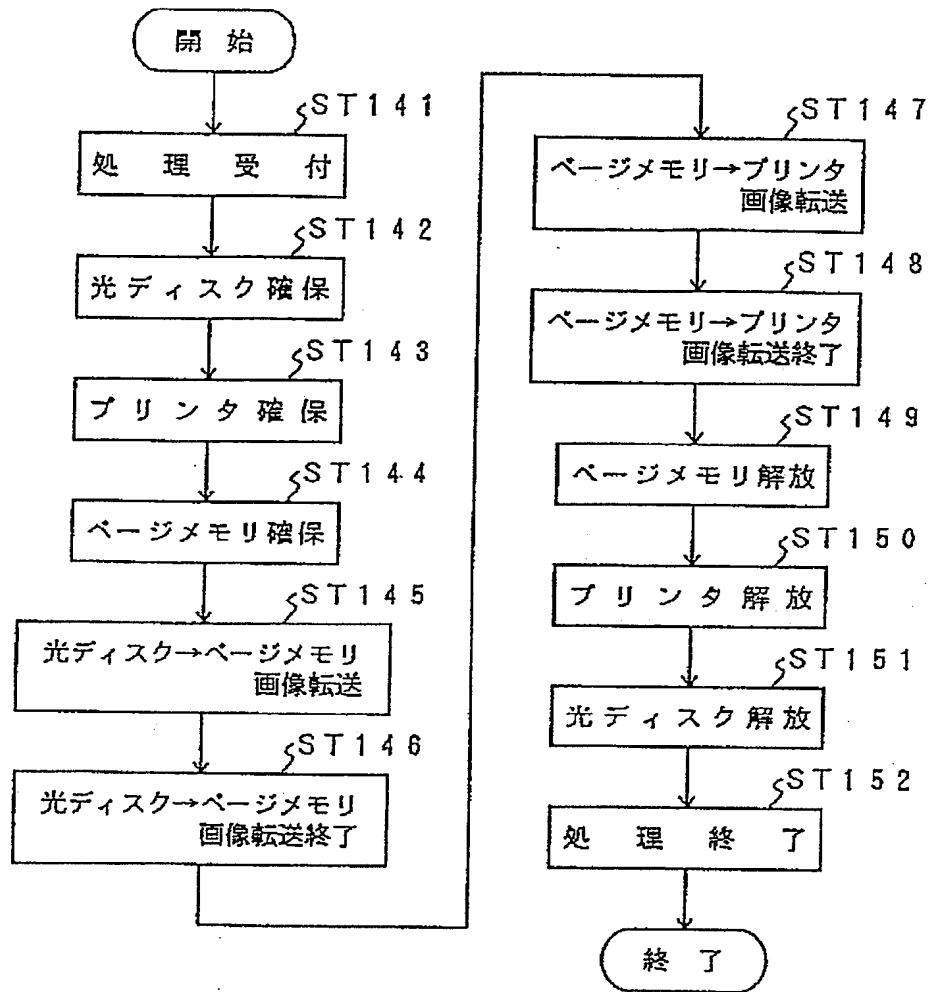 開始
ST141
処理受付
ST142
光ディスク確保
ST143
プリンタ確保
ST144
ページメモリ確保
ST145
光ディスク→ページメモリ
画像転送
ST146
光ディスク→ページメモリ
画像転送終了
ST147
ページメモリ→プリンタ
画像転送
ST148
ページメモリ→プリンタ
画像転送終了
ST149
ページメモリ解放
ST150
プリンタ解放
ST151
光ディスク解放
ST152
処理終了
終了